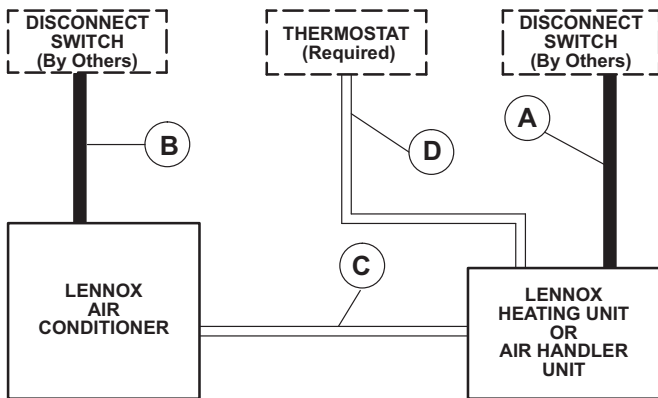 DISCONNECT
SWITCH
(By Others)
THERMOSTAT
(Required)
DISCONNECT
SWITCH
(By Others)
B
D
A
C
LENNOX
AIR
CONDITIONER
LENNOX
HEATING UNIT
OR
AIR HANDLER
UNIT